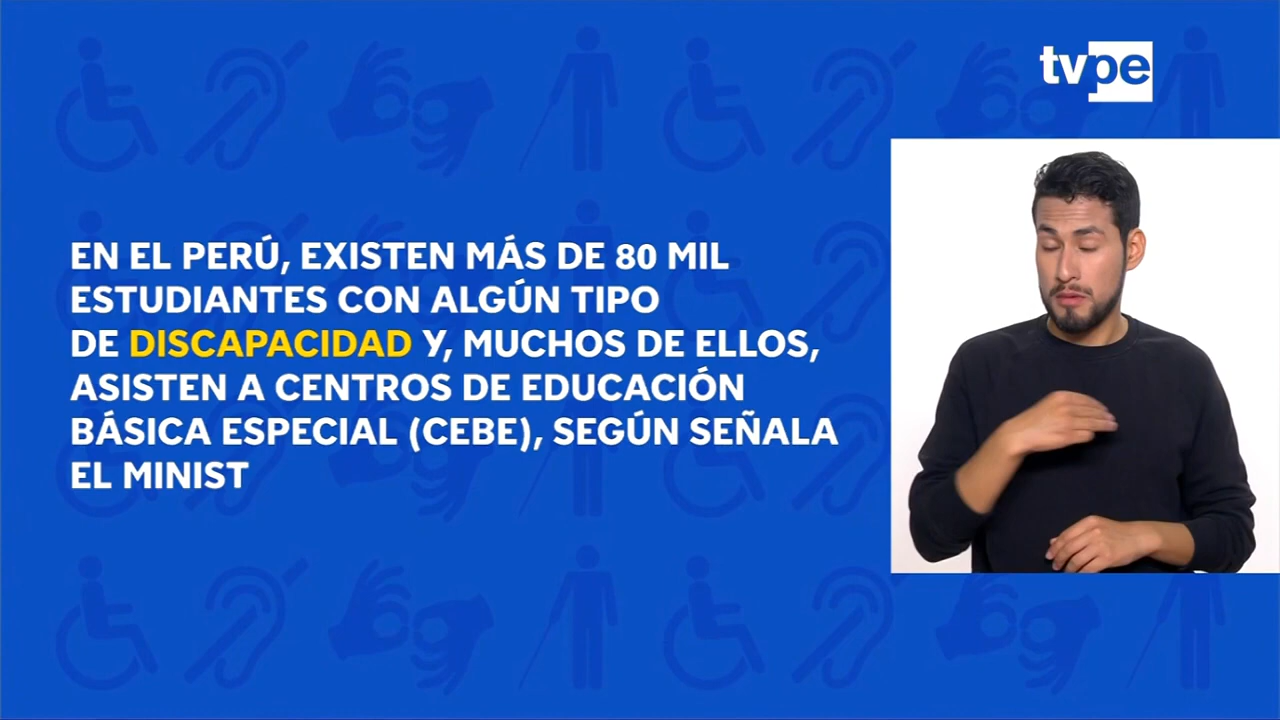 tvpe
EN EL PERÚ, EXISTEN MÁS DE 80 MIL
ESTUDIANTES CON ALGÚN TIPO
DE DISCAPACIDAD Y, MUCHOS DE ELLOS,
ASISTEN A CENTROS DE EDUCACIÓN
BÁSICA ESPECIAL (CEBE), SEGÚN SEÑALA
EL MINIST